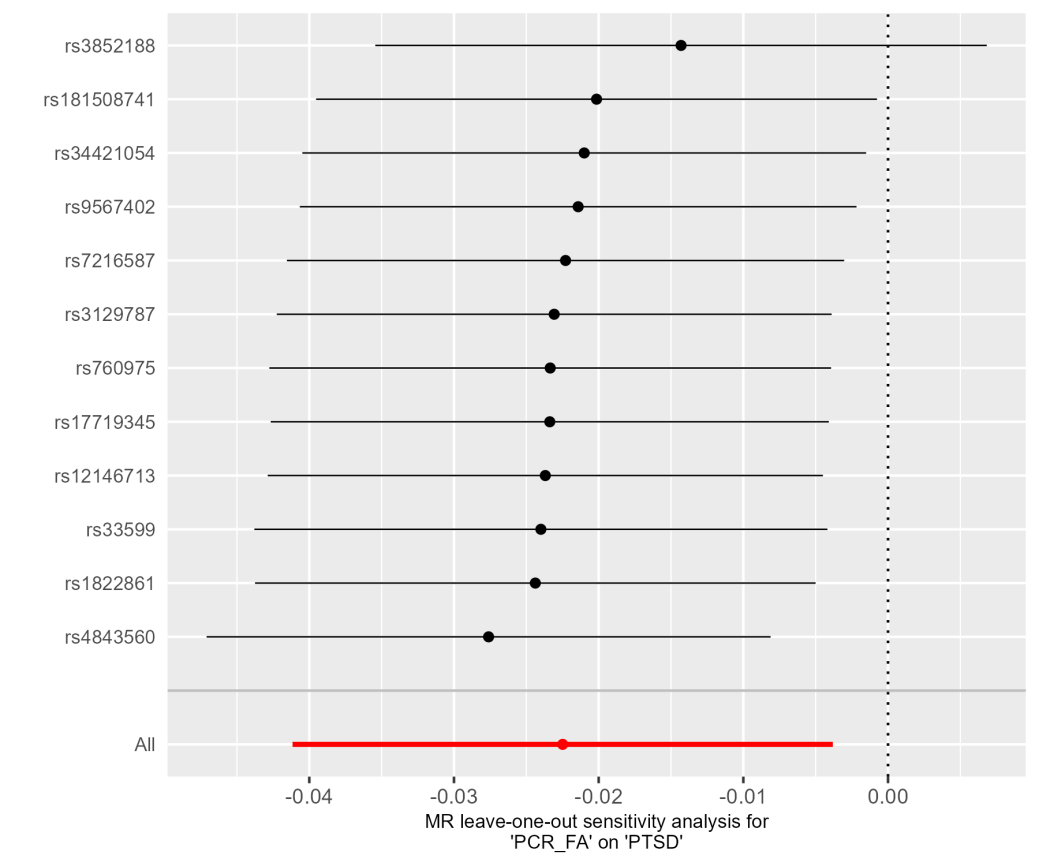 rs3852188
rs181508741
rs34421054
rs9567402
rs7216587
rs3129787
rs760975
rs17719345
rs12146713
rs33599
rs1822861
rs4843560
All
-0.04 -0.03 -0.02 -0.01 0.00
MR leave-one-out sensitivity analysis for
'PCR_FA' on 'PTSD'